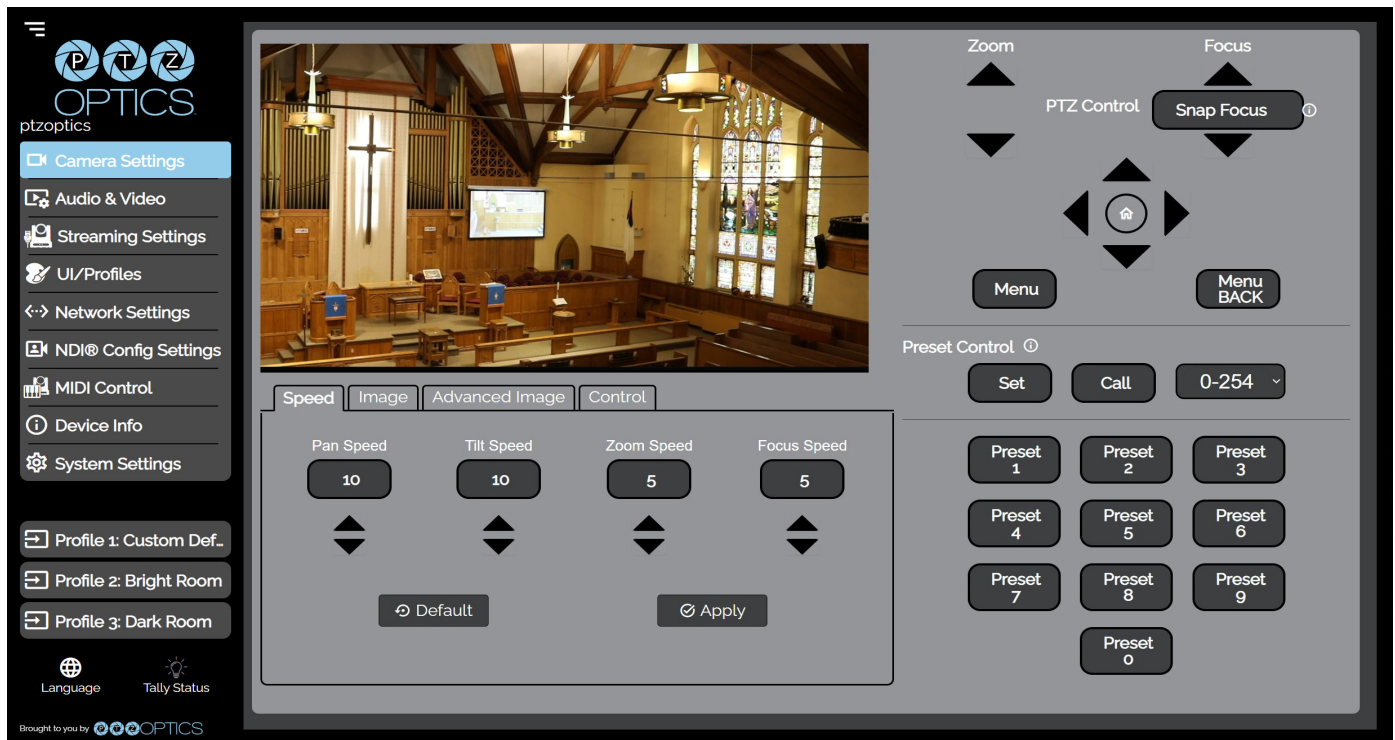 PTZ
OPTICS
ptzoptics
Camera Settings
Audio & Video
Streaming Settings
UI/Profiles
Network Settings
NDI® Config Settings
MIDI Control
Device Info
System Settings
Profile 1: Custom Def...
Profile 2: Bright Room
Profile 3: Dark Room
Language
Tally Status
Brought to you by PTZOPTICS
Speed
Image
Advanced Image
Control
Pan Speed
Tilt Speed
Zoom Speed
Focus Speed
10
10
5
5
Default
Apply
Zoom
Focus
PTZ Control
Snap Focus
Menu
Menu
BACK
Preset Control
Set
Call
0-254
Preset
1
Preset
2
Preset
3
Preset
4
Preset
5
Preset
6
Preset
7
Preset
8
Preset
9
Preset
0